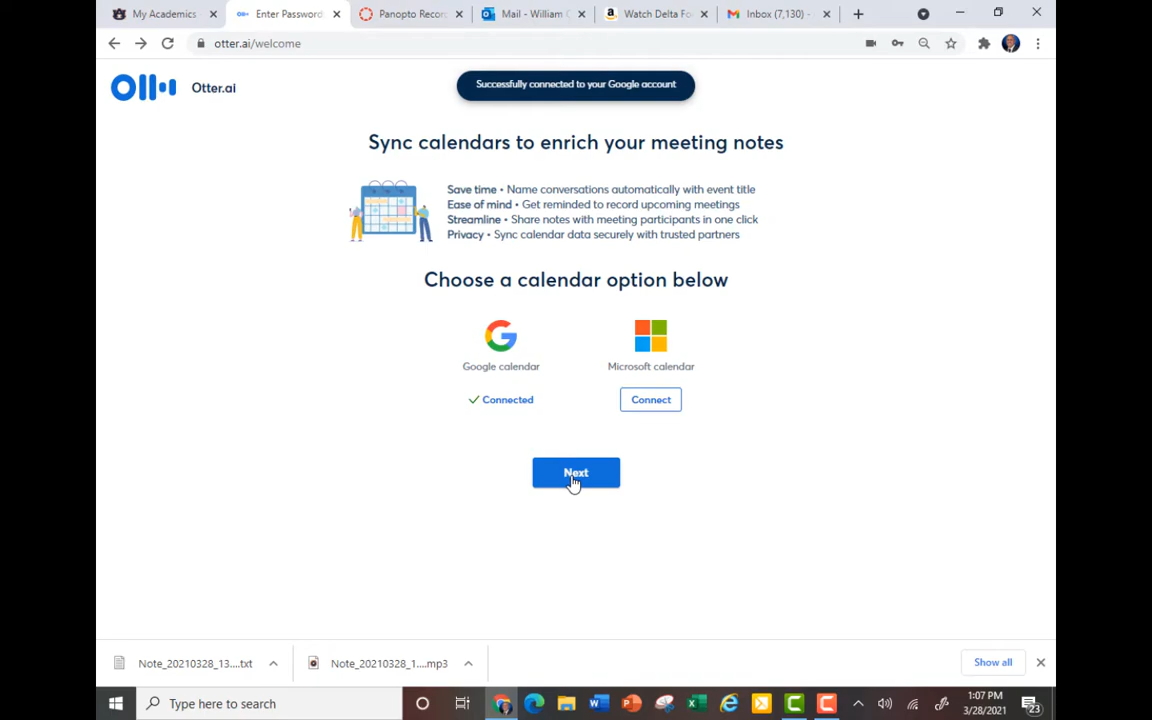 My Academics
Enter Password
Panopto Recor
Mail - William
Watch Delta Fo
Inbox (7,130) -
otter.ai/welcome
Otter.ai
Successfully connected to your Google account
Sync calendars to enrich your meeting notes
Save time • Name conversations automatically with event title
Ease of mind • Get reminded to record upcoming meetings
Streamline • Share notes with meeting participants in one click
Privacy • Sync calendar data securely with trusted partners
Choose a calendar option below
Google calendar
Microsoft calendar
Connected
Connect
Next
Note_20210328_13....txt
Note_20210328_1....mp3
Show all
Type here to search
1:07 PM
3/28/2021
23